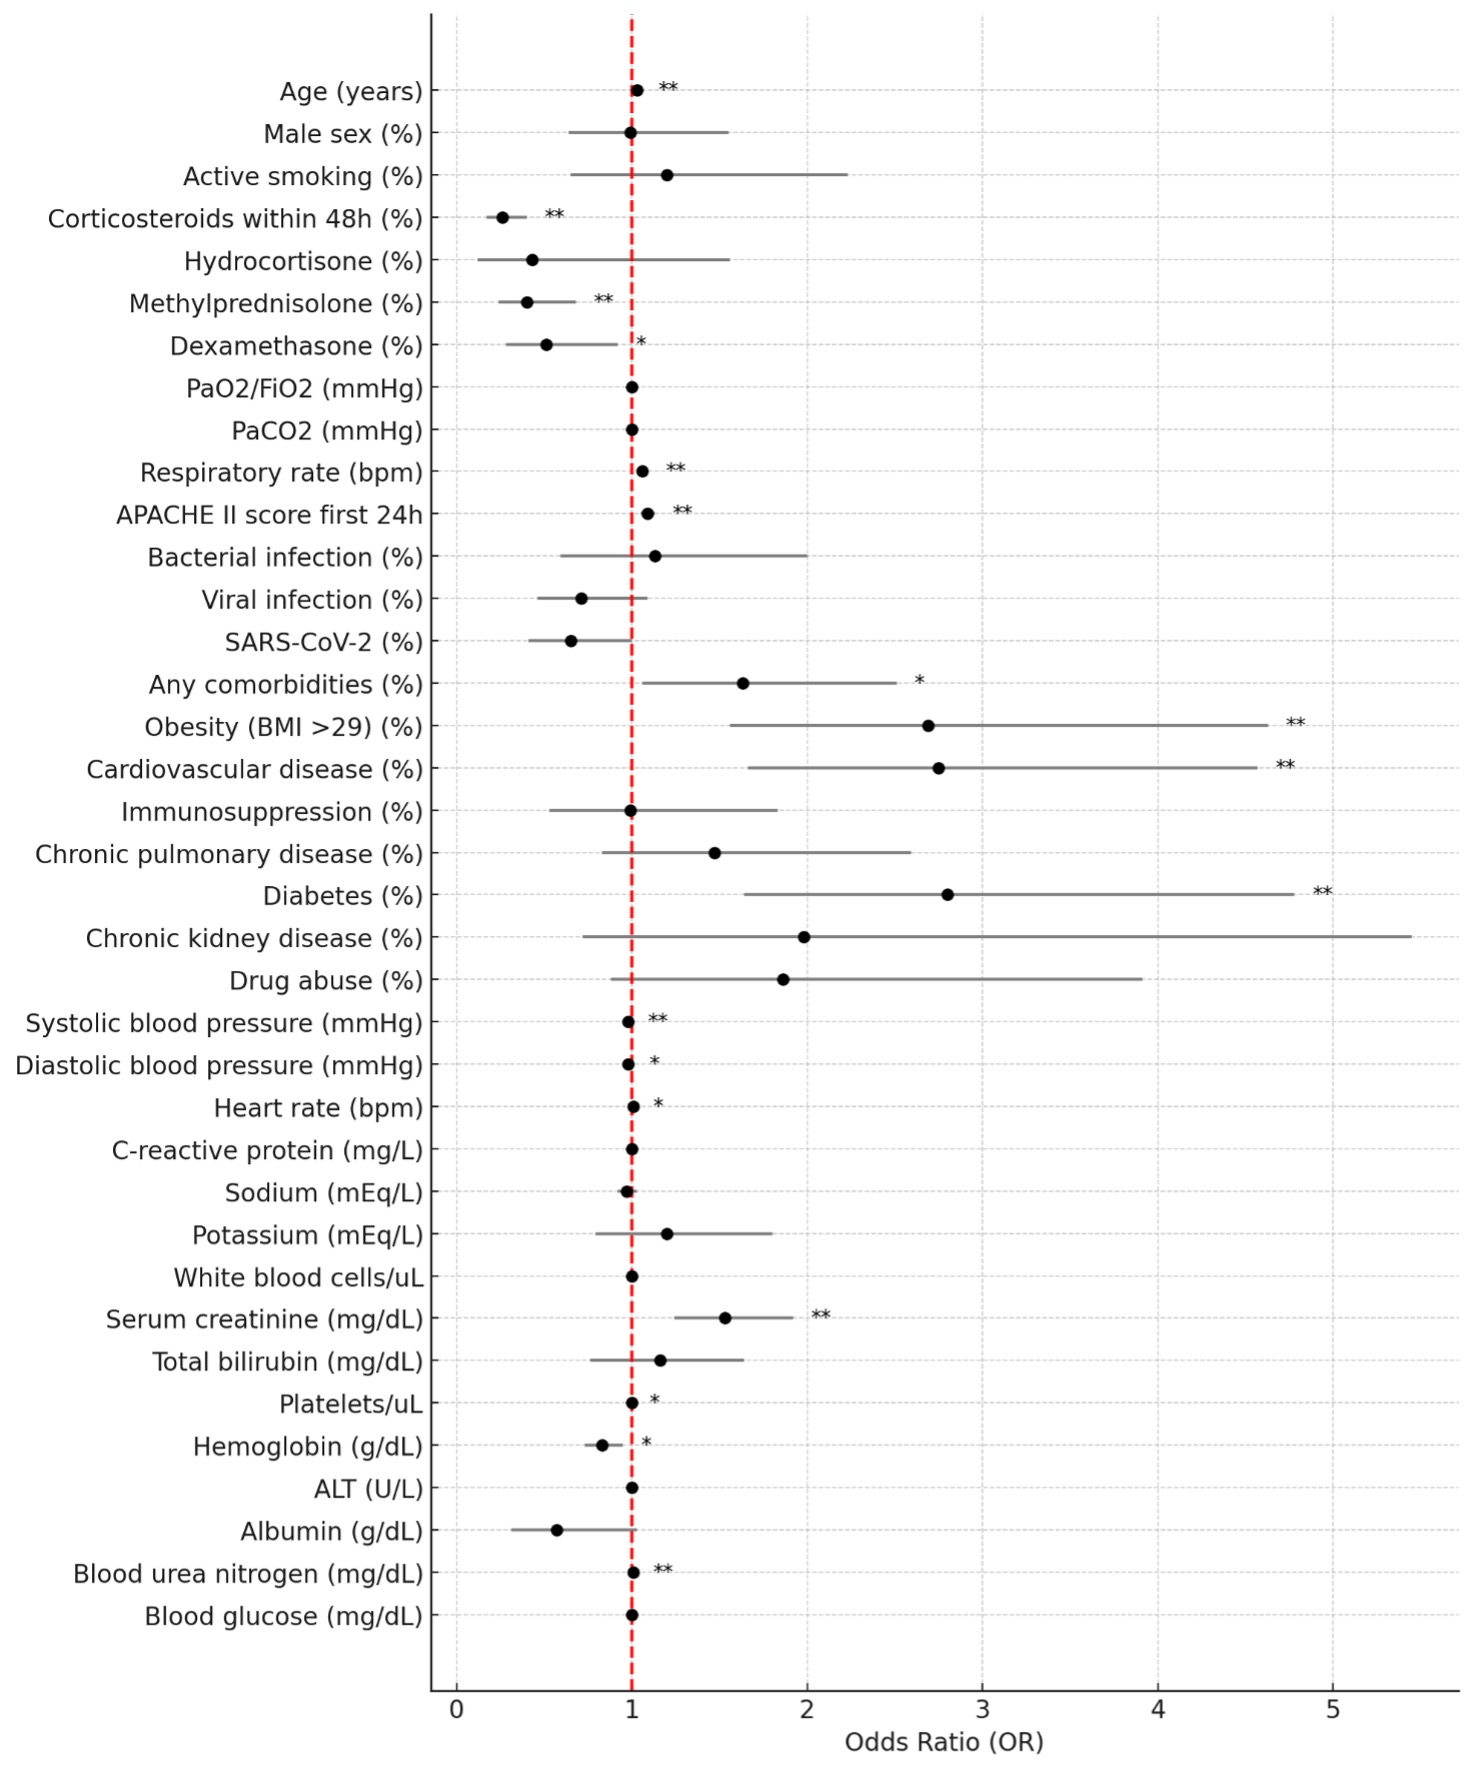 Age (years) **
Male sex (%)
Active smoking (%)
Corticosteroids within 48h (%) **
Hydrocortisone (%)
Methylprednisolone (%) **
Dexamethasone (%) *
PaO2/FiO2 (mmHg)
PaCO2 (mmHg)
Respiratory rate (bpm) **
APACHE II score first 24h **
Bacterial infection (%)
Viral infection (%)
SARS-CoV-2 (%)
Any comorbidities (%) *
Obesity (BMI >29) (%) **
Cardiovascular disease (%) **
Immunosuppression (%)
Chronic pulmonary disease (%)
Diabetes (%) **
Chronic kidney disease (%)
Drug abuse (%)
Systolic blood pressure (mmHg) **
Diastolic blood pressure (mmHg) *
Heart rate (bpm) *
C-reactive protein (mg/L)
Sodium (mEq/L)
Potassium (mEq/L)
White blood cells/uL
Serum creatinine (mg/dL) **
Total bilirubin (mg/dL)
Platelets/uL *
Hemoglobin (g/dL) *
ALT (U/L)
Albumin (g/dL)
Blood urea nitrogen (mg/dL) **
Blood glucose (mg/dL)
0 1 2 3 4 5
Odds Ratio (OR)